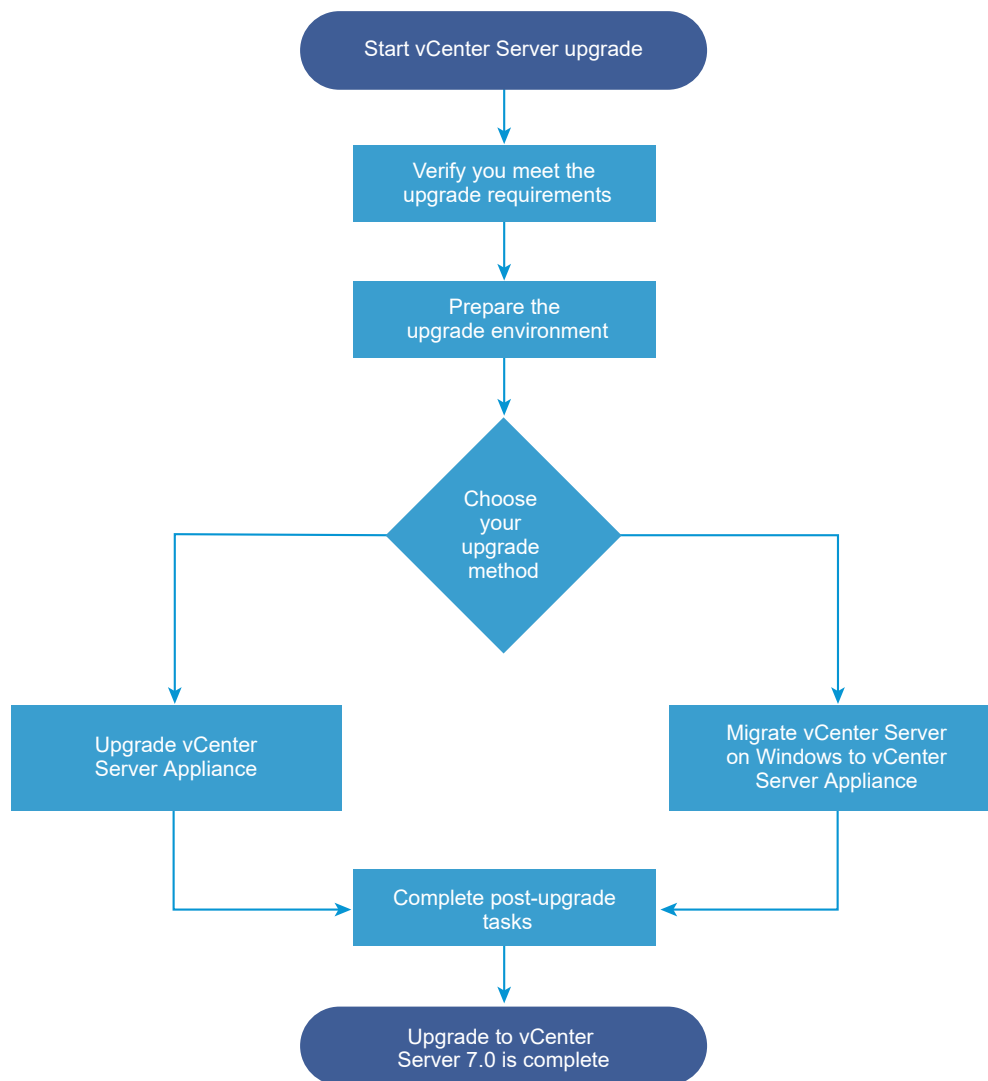 Start vCenter Server upgrade
Verify you meet the
upgrade requirements
Prepare the
upgrade environment
Choose
your
upgrade
method
Upgrade vCenter
Server Appliance
Migrate vCenter Server
on Windows to vCenter
Server Appliance
Complete post-upgrade
tasks
Upgrade to vCenter
Server 7.0 is complete